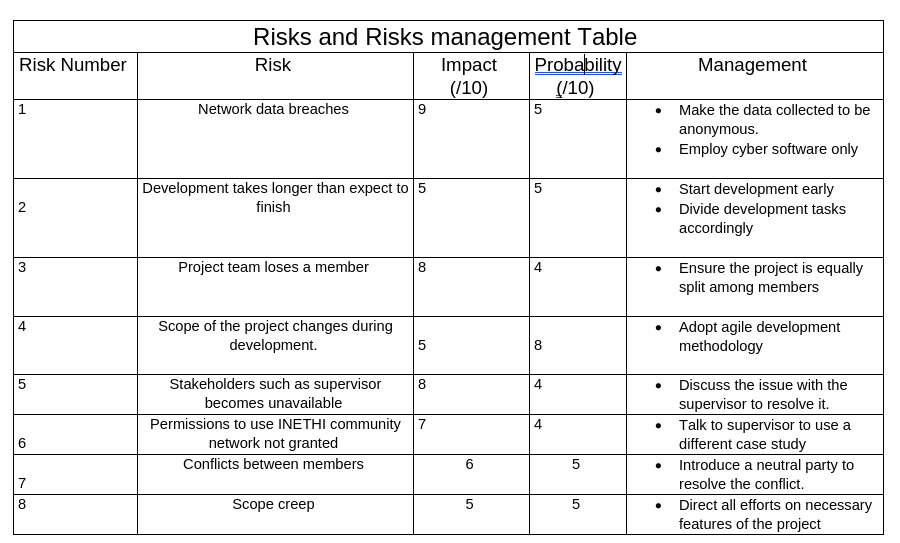 Risks and Risks management Table
Risk Number Risk Impact (/10) Probability (/10) Management
1 Network data breaches 9 5 • Make the data collected to be
anonymous.
• Employ cyber software only
2 Development takes longer than expect to
finish 5 5 • Start development early
• Divide development tasks
accordingly
3 Project team loses a member 8 4 • Ensure the project is equally
split among members
4 Scope of the project changes during
development. 5 8 • Adopt agile development
methodology
5 Stakeholders such as supervisor
becomes unavailable 8 4 • Discuss the issue with the
supervisor to resolve it.
6 Permissions to use INETHI community
network not granted 7 4 • Talk to supervisor to use a
different case study
7 Conflicts between members 6 5 • Introduce a neutral party to
resolve the conflict.
8 Scope creep 5 5 • Direct all efforts on necessary
features of the project